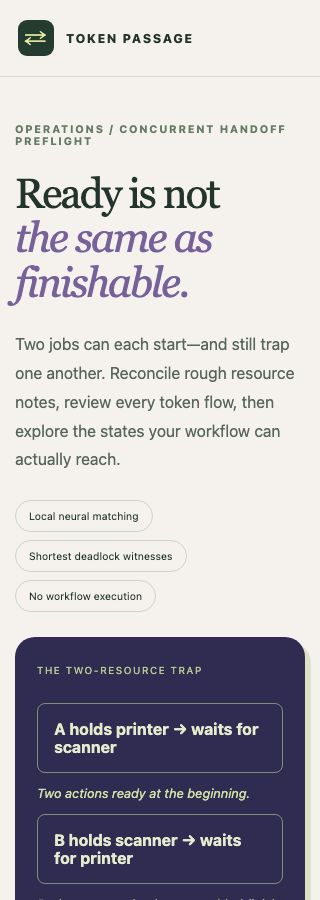 TOKEN PASSAGE
OPERATIONS / CONCURRENT HANDOFF
PREFLIGHT
Ready is not
the same as
finishable.
Two jobs can each start—and still trap
one another. Reconcile rough resource
notes, review every token flow, then
explore the states your workflow can
actually reach.
Local neural matching
Shortest deadlock witnesses
No workflow execution
THE TWO-RESOURCE TRAP
A holds printer → waits for
scanner
Two actions ready at the beginning.
B holds scanner → waits
for printer